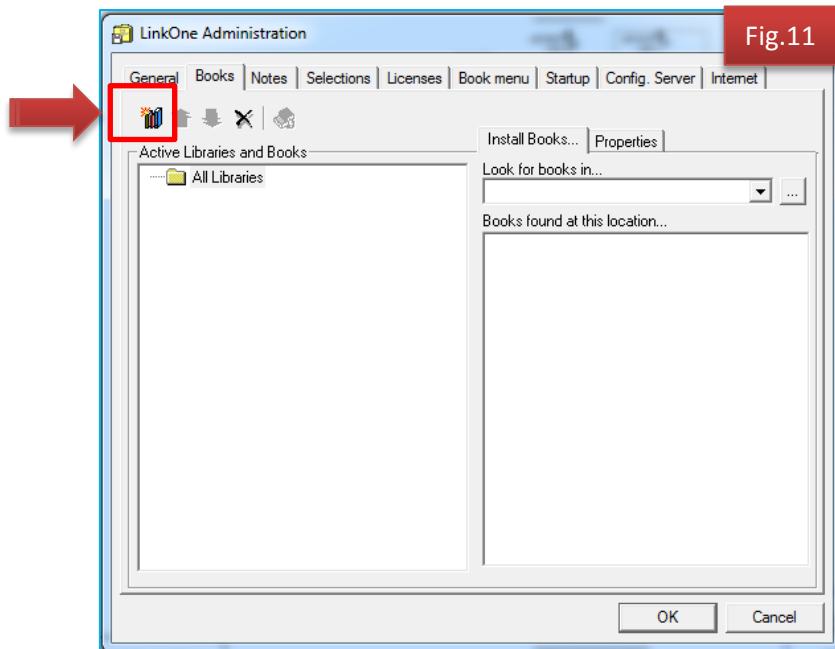 LinkOne Administration
Fig.11
General Books Notes Selections Licenses Book menu Startup Config. Server Internet
Install Books... Properties
Active Libraries and Books
All Libraries
Look for books in...
...
Books found at this location...
OK Cancel